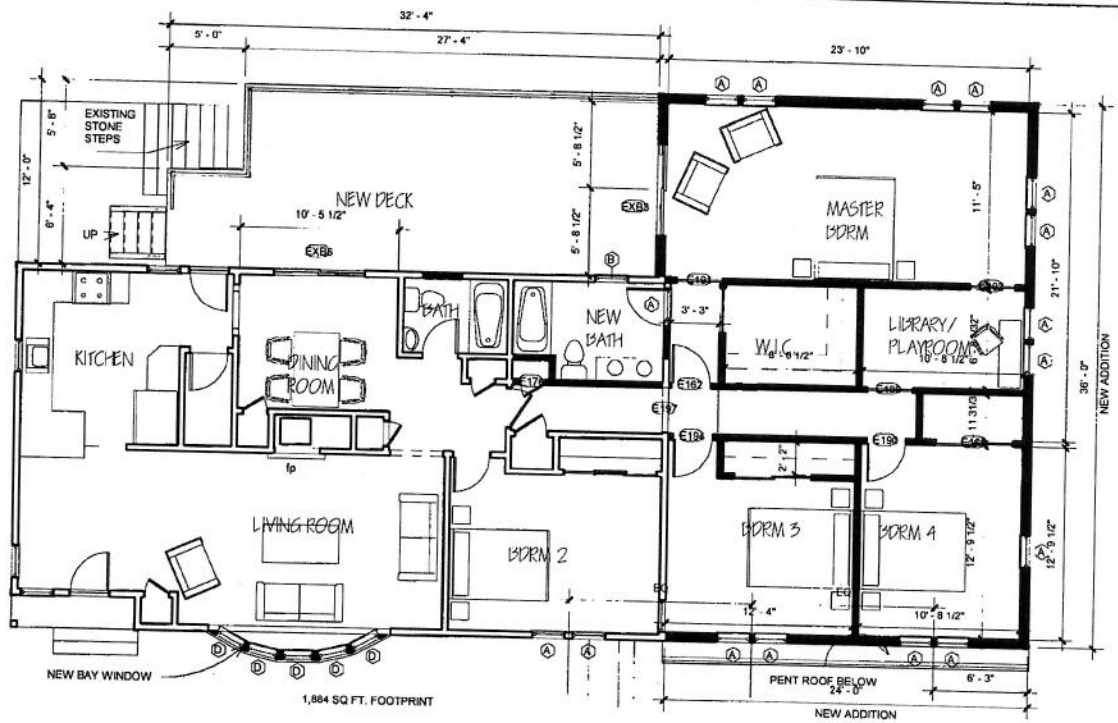 32' - 4"
5' - 0"
27' - 4"
23' - 10"
A A A A
EXISTING
STONE
STEPS
5' - 8"
12' - 0"
6' - 4"
UP
NEW DECK
10' - 5 1/2"
5' - 8 1/2"
5' - 8 1/2"
EXB6
B
MASTER
BDRM
11' - 5"
A
A
21' - 10"
36' - 0"
NEW ADDITION
KITCHEN
DINING
ROOM
BATH
NEW
BATH
A
3' - 3"
W.I.C.
LIBRARY/
PLAYROOM
10' - 8 1/2"
A
A
E162
E197
E194
E190
fp
LIVING ROOM
BDRM 2
2' - 2"
BDRM 3
BDRM 4
12' - 9 1/2"
12' - 9 1/2"
A
EQ
EQ
12' - 4"
10' - 8 1/2"
NEW BAY WINDOW
D D D D D
A A
A A
A A
1,884 SQ FT. FOOTPRINT
PENT ROOF BELOW
6' - 3"
24' - 0"
NEW ADDITION